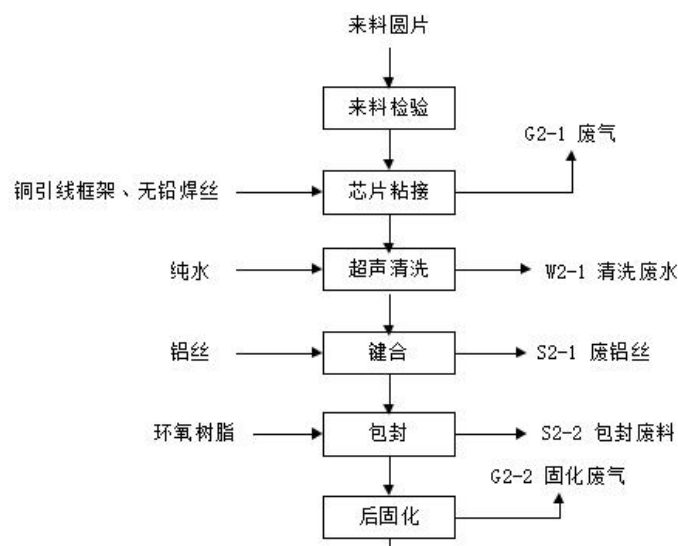 来料圆片
来料检验
G2-1 废气
铜引线框架、无铅焊丝
芯片粘接
纯水
超声清洗
W2-1 清洗废水
铝丝
键合
S2-1 废铝丝
环氧树脂
包封
S2-2 包封废料
G2-2 固化废气
后固化